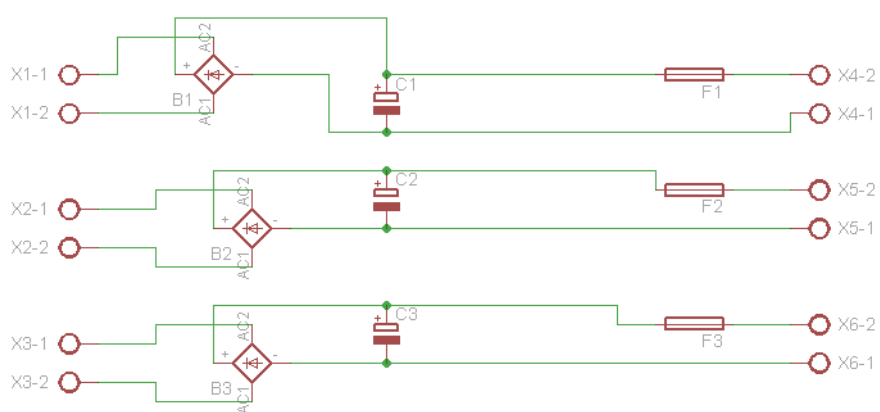 AC2
+ -
X1-1
C1
+
X4-2
B1
F1
X1-2
AC1
X4-1
AC2
C2
+
X5-2
X2-1
F2
+ -
X5-1
X2-2
B2
AC1
AC2
C3
+
X6-2
X3-1
F3
+ -
X6-1
X3-2
B3
AC1